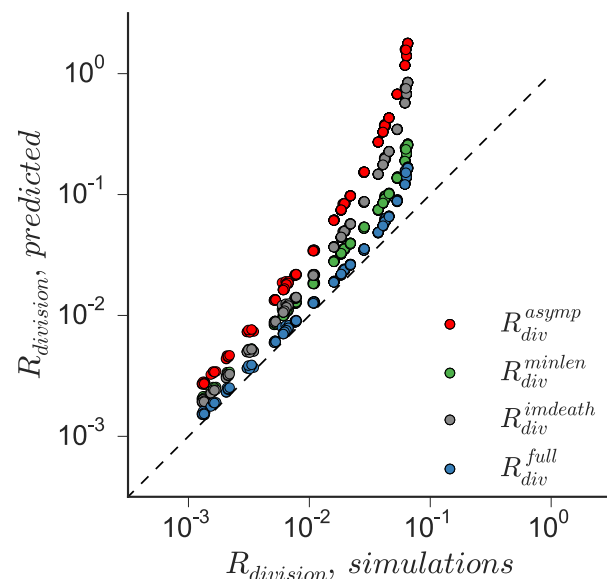 10^0
10^-1
10^-2
10^-3
R_division, predicted
R_div^asymp
R_div^minlen
R_div^imdeath
R_div^full
10^-3 10^-2 10^-1 10^0
R_division, simulations